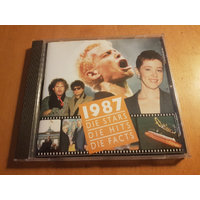 1987
DIE STARS
DIE HITS
DIE FACTS